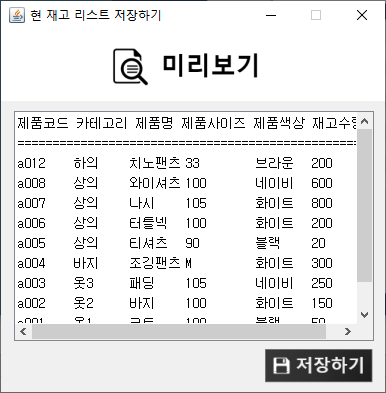 현 재고 리스트 저장하기
미리보기
제품코드 카테고리 제품명 제품사이즈 제품색상 재고수량
==================================================
a012 하의 치노팬츠 33 브라운 200
a008 상의 와이셔츠 100 네이비 600
a007 상의 나시 105 화이트 800
a006 상의 터틀넥 100 화이트 200
a005 상의 티셔츠 90 블랙 20
a004 바지 조깅팬츠 M 화이트 300
a003 옷3 패딩 105 네이비 250
a002 옷2 바지 100 화이트 150
a001 옷1 코트 100 블랙 50
저장하기